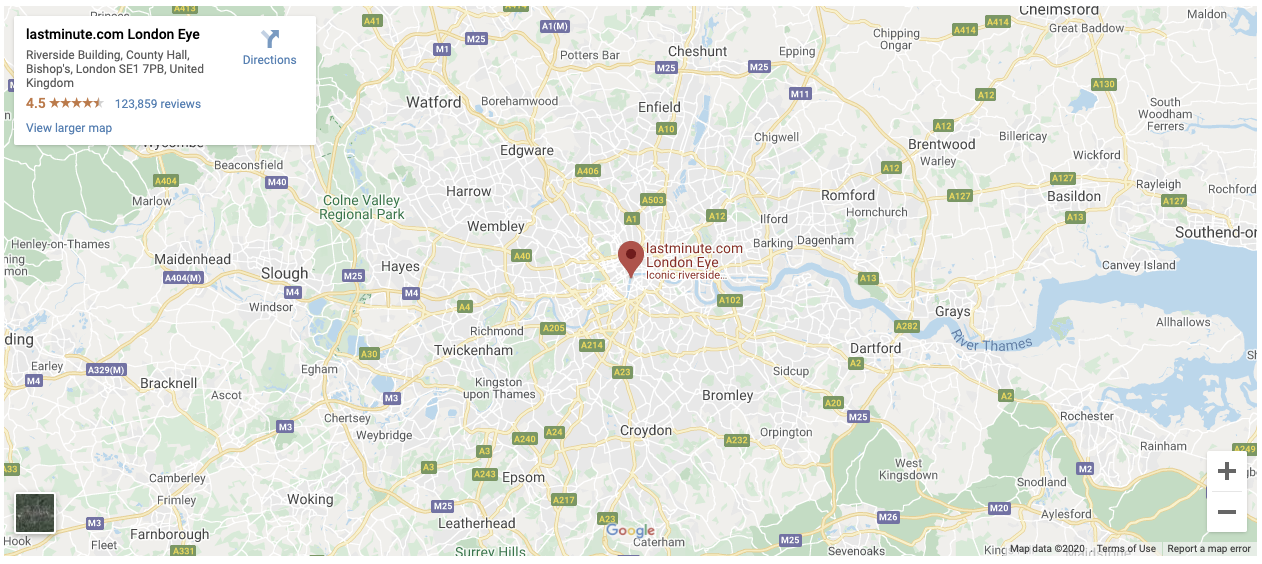 lastminute.com London Eye
Riverside Building, County Hall,
Bishop's, London SE1 7PB, United
Kingdom
4.5 123,859 reviews
View larger map
Directions
A413
A41
A1(M)
M25
M1
Potters Bar
Cheshunt
M25
M25
Epping
Chipping
Ongar
A414
A414
Chelmsford
Great Baddow
Maldon
M11
A12
A130
South
Woodham
Ferrers
Watford
Borehamwood
Enfield
A10
Chigwell
A12
Brentwood
Warley
Billericay
Wickford
Wycombe
Beaconsfield
M40
A404
Marlow
Edgware
A406
A12
A127
A127
Rayleigh
A127
Rochford
Basildon
A13
Harrow
Colne Valley
Regional Park
A503
A1
A12
Romford
Hornchurch
Ilford
Wembley
Henley-on-Thames
Maidenhead
A404(M)
Slough
M25
Hayes
A40
lastminute.com
London Eye
Iconic riverside...
Barking
Dagenham
A13
Southend-on-
Canvey Island
M4
Windsor
M4
A4
A102
Grays
A282
River Thames
Allhallows
Richmond
A205
Twickenham
A214
A30
Egham
A23
Dartford
A2
Sidcup
Earley
M4
A329(M)
Bracknell
Ascot
M3
Kingston
upon Thames
Bromley
A20
M25
A2
Rochester
Chertsey
M3
Weybridge
A240
A24
Croydon
A232
Orpington
Rainham
A249
A33
A3
A3
A243
Epsom
West
Kingsdown
M2
Snodland
Camberley
Frimley
Woking
M25
A217
A23
Leatherhead
M26
M20
Aylesford
M3
Hook
Fleet
Farnborough
A331
Surrey Hills
Google
Caterham
M25
Sevenoaks
Map data ©2020
Terms of Use
Report a map error